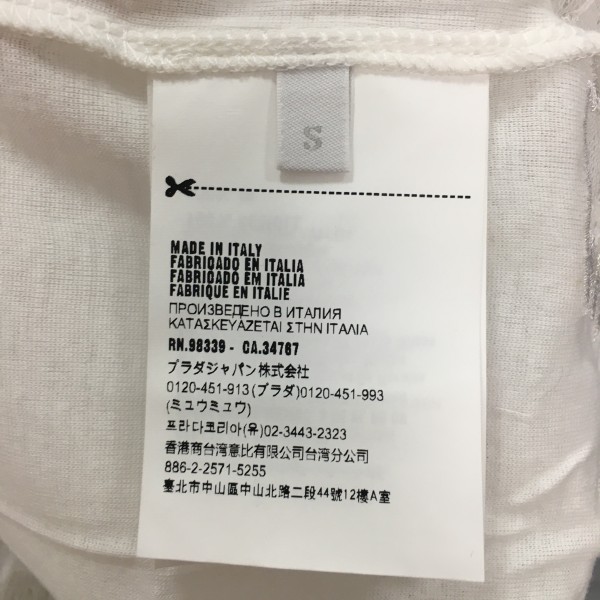 S
MADE IN ITALY
FABRIQADO EN ITALIA
FABRIQADO EM ITALIA
FABRIQUE EN ITALIE
ПРОИЗВЕДЕНО В ИТАЛИЯ
ΚΑΤΑΣΚΕΥΑΖΕΤΑΙ ΣΤΗΝ ΙΤΑΛΙΑ
RN.98339 - CA.34767
プラダジャパン株式会社
0120-451-913(プラダ)0120-451-993
(ミュウミュウ)
프라다코리아(유)02-3443-2323
香港商台湾意比有限公司台湾分公司
886-2-2571-5255
臺北市中山區中山北路二段44號12樓A室